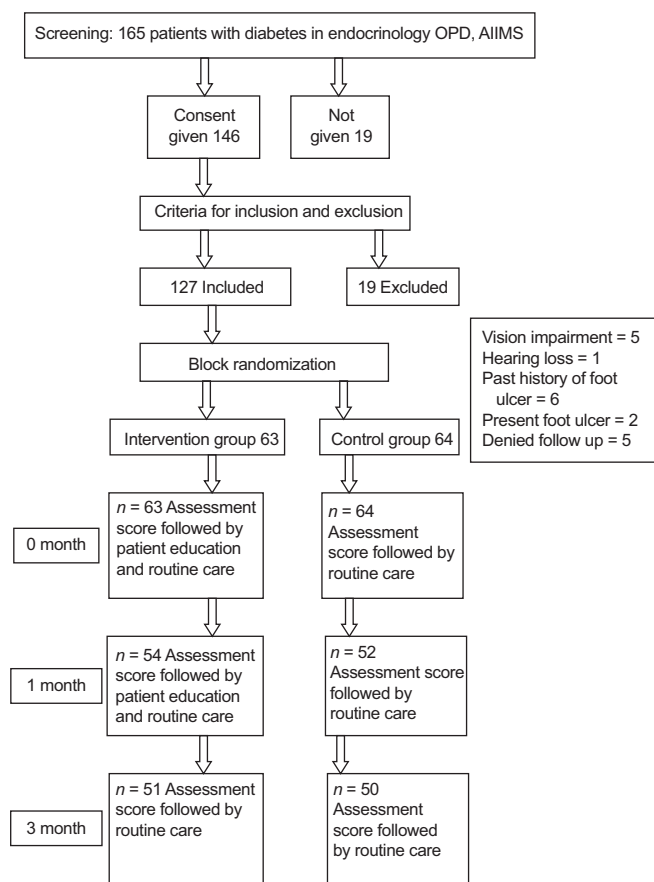 Screening: 165 patients with diabetes in endocrinology OPD, AIIMS
Consent
given 146
Not
given 19
Criteria for inclusion and exclusion
127 Included
19 Excluded
Vision impairment = 5
Hearing loss = 1
Past history of foot
ulcer = 6
Present foot ulcer = 2
Denied follow up = 5
Block randomization
Intervention group 63
Control group 64
0 month
n = 63 Assessment
score followed by
patient education
and routine care
n = 64
Assessment
score followed by
routine care
1 month
n = 54 Assessment
score followed by
patient education
and routine care
n = 52
Assessment score
followed by
routine care
3 month
n = 51 Assessment
score followed by
routine care
n = 50
Assessment
score followed
by routine care